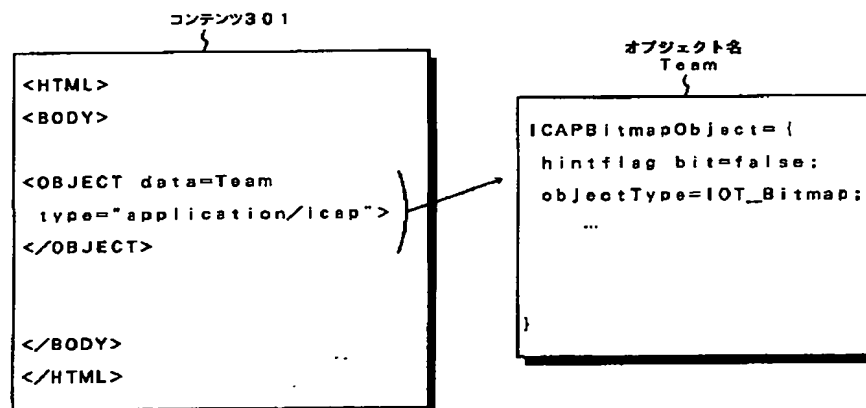 コンテンツ301
<HTML>
<BODY>
<OBJECT data=Team
type="application/icap">
</OBJECT>
</BODY>
</HTML>
オブジェクト名
Team
ICAPBitmapObject={
hintflag bit=false;
objectType=IOT_Bitmap;
…
}